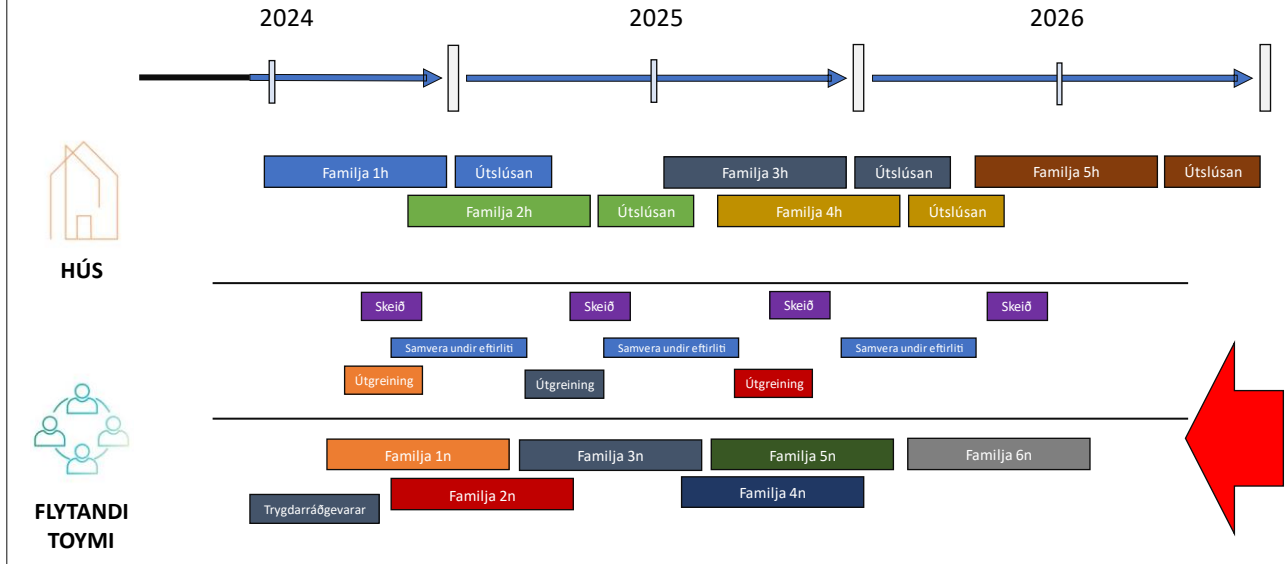 2024
2025
2026
Familja 1h
Útslúsan
Familja 3h
Útslúsan
Familja 5h
Útslúsan
Familja 2h
Útslúsan
Familja 4h
Útslúsan
HÚS
Skeið
Skeið
Skeið
Skeið
Samvera undir eftirliti
Samvera undir eftirliti
Samvera undir eftirliti
Útgreining
Útgreining
Útgreining
Familja 1n
Familja 3n
Familja 5n
Familja 6n
Familja 2n
Familja 4n
Trygdarráðgevarar
FLYTANDI
TOYMI